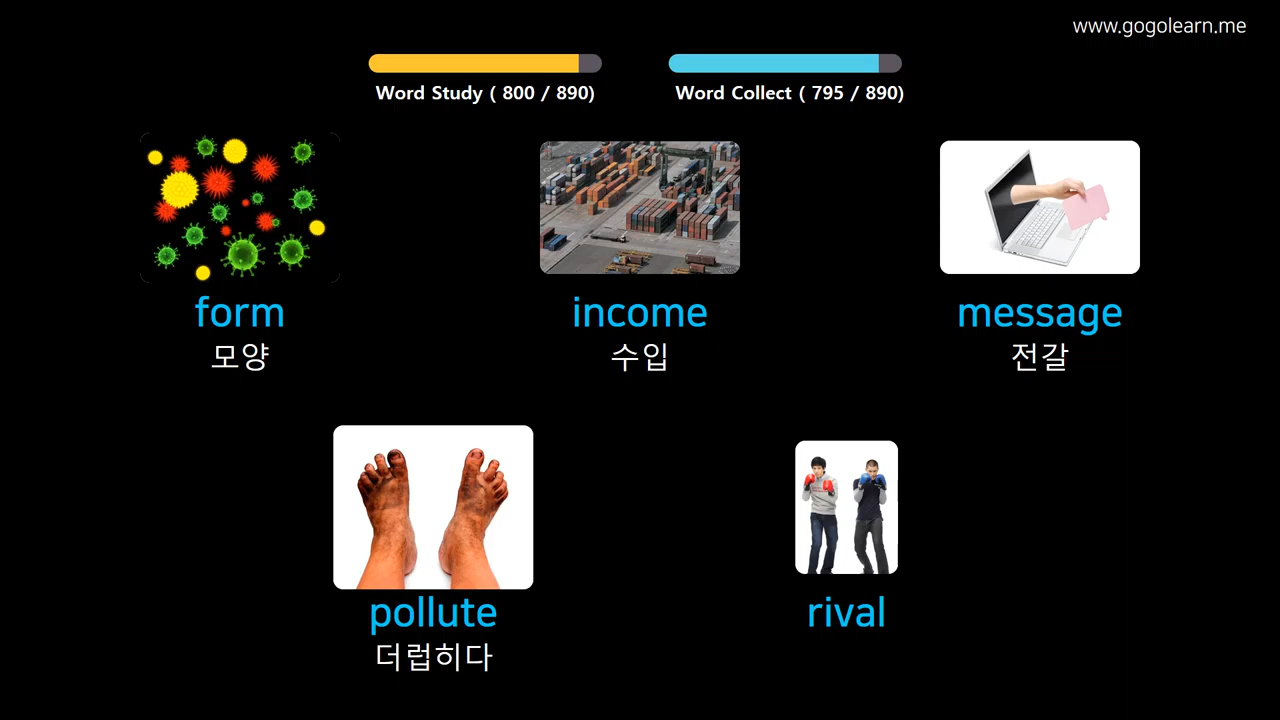 www.gogolearn.me
Word Study ( 800 / 890)
Word Collect ( 795 / 890)
form
모양
income
수입
message
전갈
pollute
더럽히다
rival